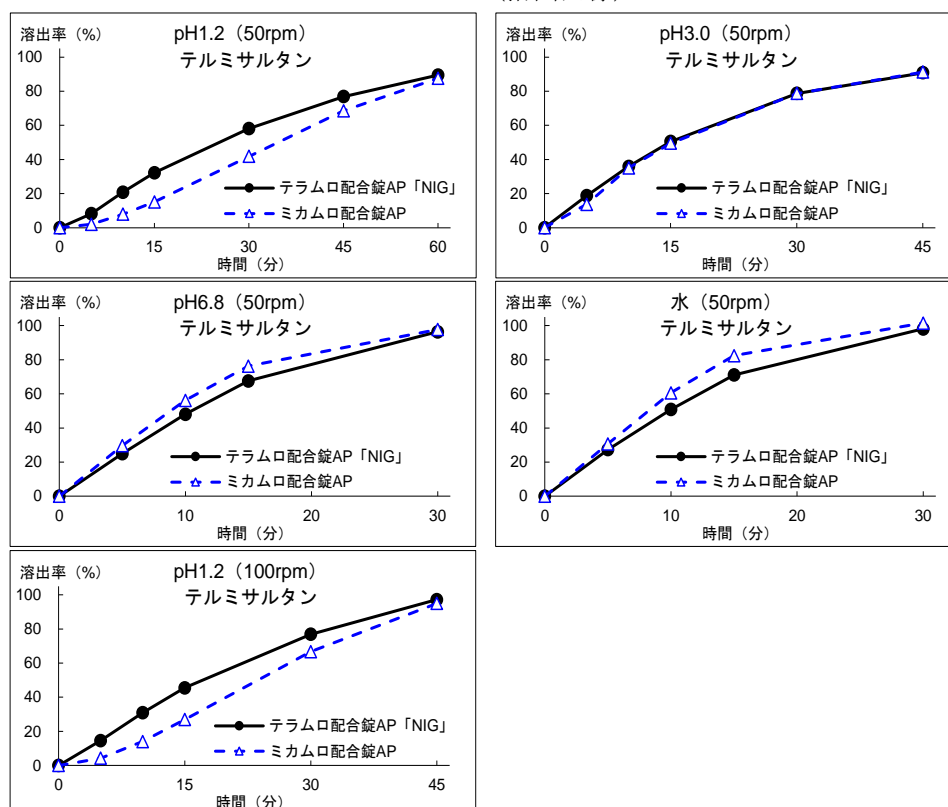 溶出率（%）
pH1.2（50rpm）
テルミサルタン
100
80
60
40
20
0
テラムロ配合錠AP「NIG」
ミカムロ配合錠AP
0 15 30 45 60
時間（分）
溶出率（%）
pH3.0（50rpm）
テルミサルタン
100
80
60
40
20
0
テラムロ配合錠AP「NIG」
ミカムロ配合錠AP
0 15 30 45
時間（分）
溶出率（%）
pH6.8（50rpm）
テルミサルタン
100
80
60
40
20
0
テラムロ配合錠AP「NIG」
ミカムロ配合錠AP
0 10 20 30
時間（分）
溶出率（%）
水（50rpm）
テルミサルタン
100
80
60
40
20
0
テラムロ配合錠AP「NIG」
ミカムロ配合錠AP
0 10 20 30
時間（分）
溶出率（%）
pH1.2（100rpm）
テルミサルタン
100
80
60
40
20
0
テラムロ配合錠AP「NIG」
ミカムロ配合錠AP
0 15 30 45
時間（分）